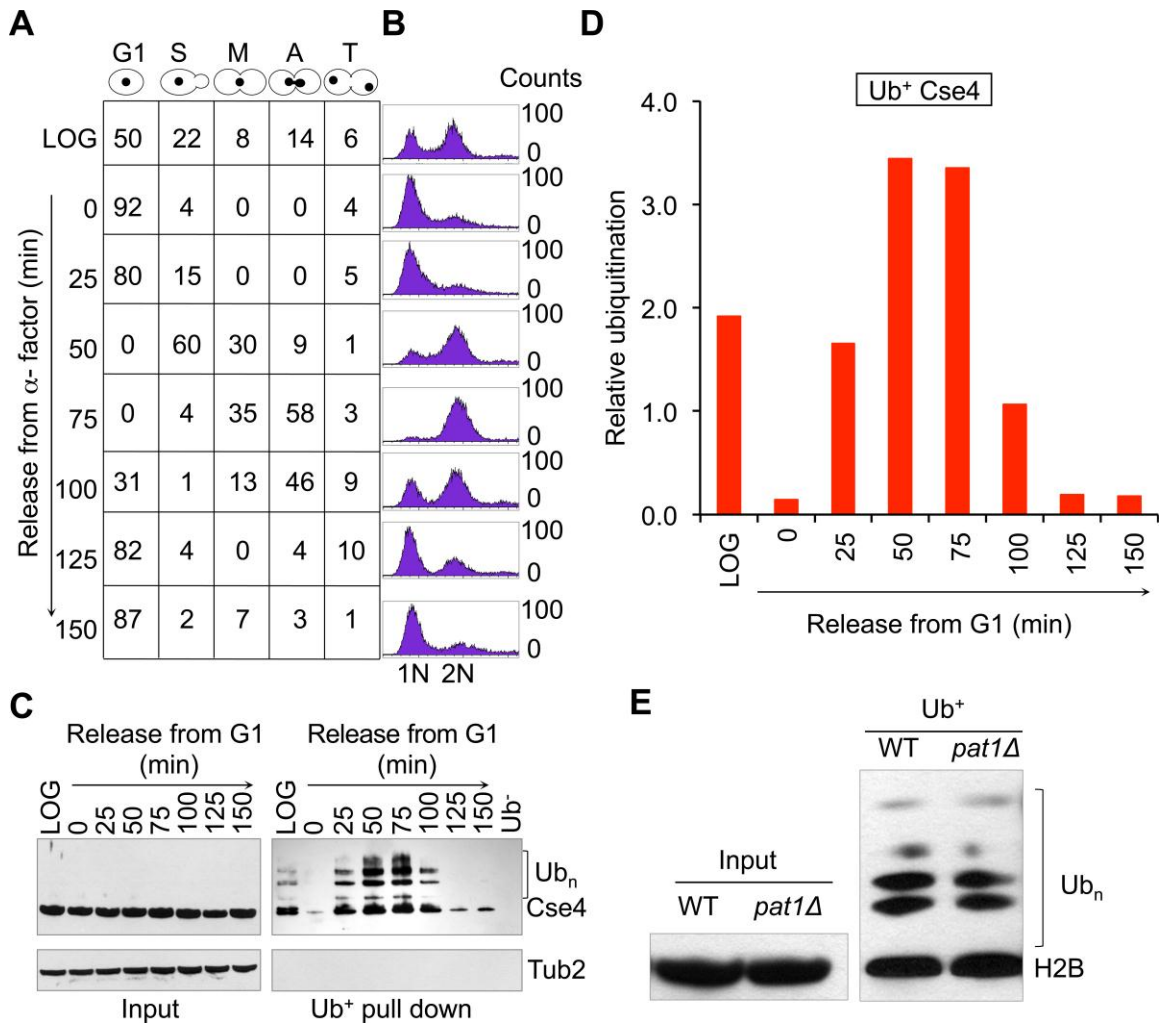 A
G1 S M A T
LOG 50 22 8 14 6
0 92 4 0 0 4
25 80 15 0 0 5
50 0 60 30 9 1
75 0 4 35 58 3
100 31 1 13 46 9
125 82 4 0 4 10
150 87 2 7 3 1
Release from α- factor (min)
B
Counts
100
0
100
0
100
0
100
0
100
0
100
0
100
0
100
0
1N 2N
D
Ub⁺ Cse4
4.0
3.0
2.0
1.0
0.0
Relative ubiquitination
LOG 0 25 50 75 100 125 150
Release from G1 (min)
C
Release from G1
(min)
LOG 0 25 50 75 100 125 150
Input
Release from G1
(min)
LOG 0 25 50 75 100 125 150 Ub⁻
Ubₙ
Cse4
Tub2
Ub⁺ pull down
E
Input
WT pat1Δ
Ub⁺
WT pat1Δ
Ubₙ
H2B